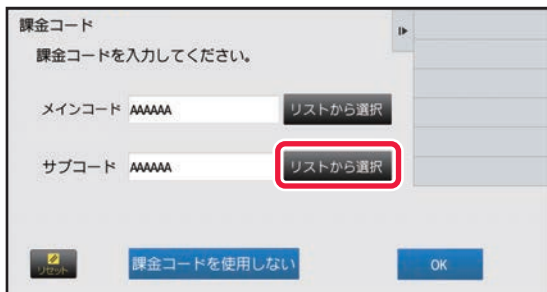 課金コード
課金コードを入力してください。
メインコード AAAAAA リストから選択
サブコード AAAAAA リストから選択
リセット 課金コードを使用しない OK